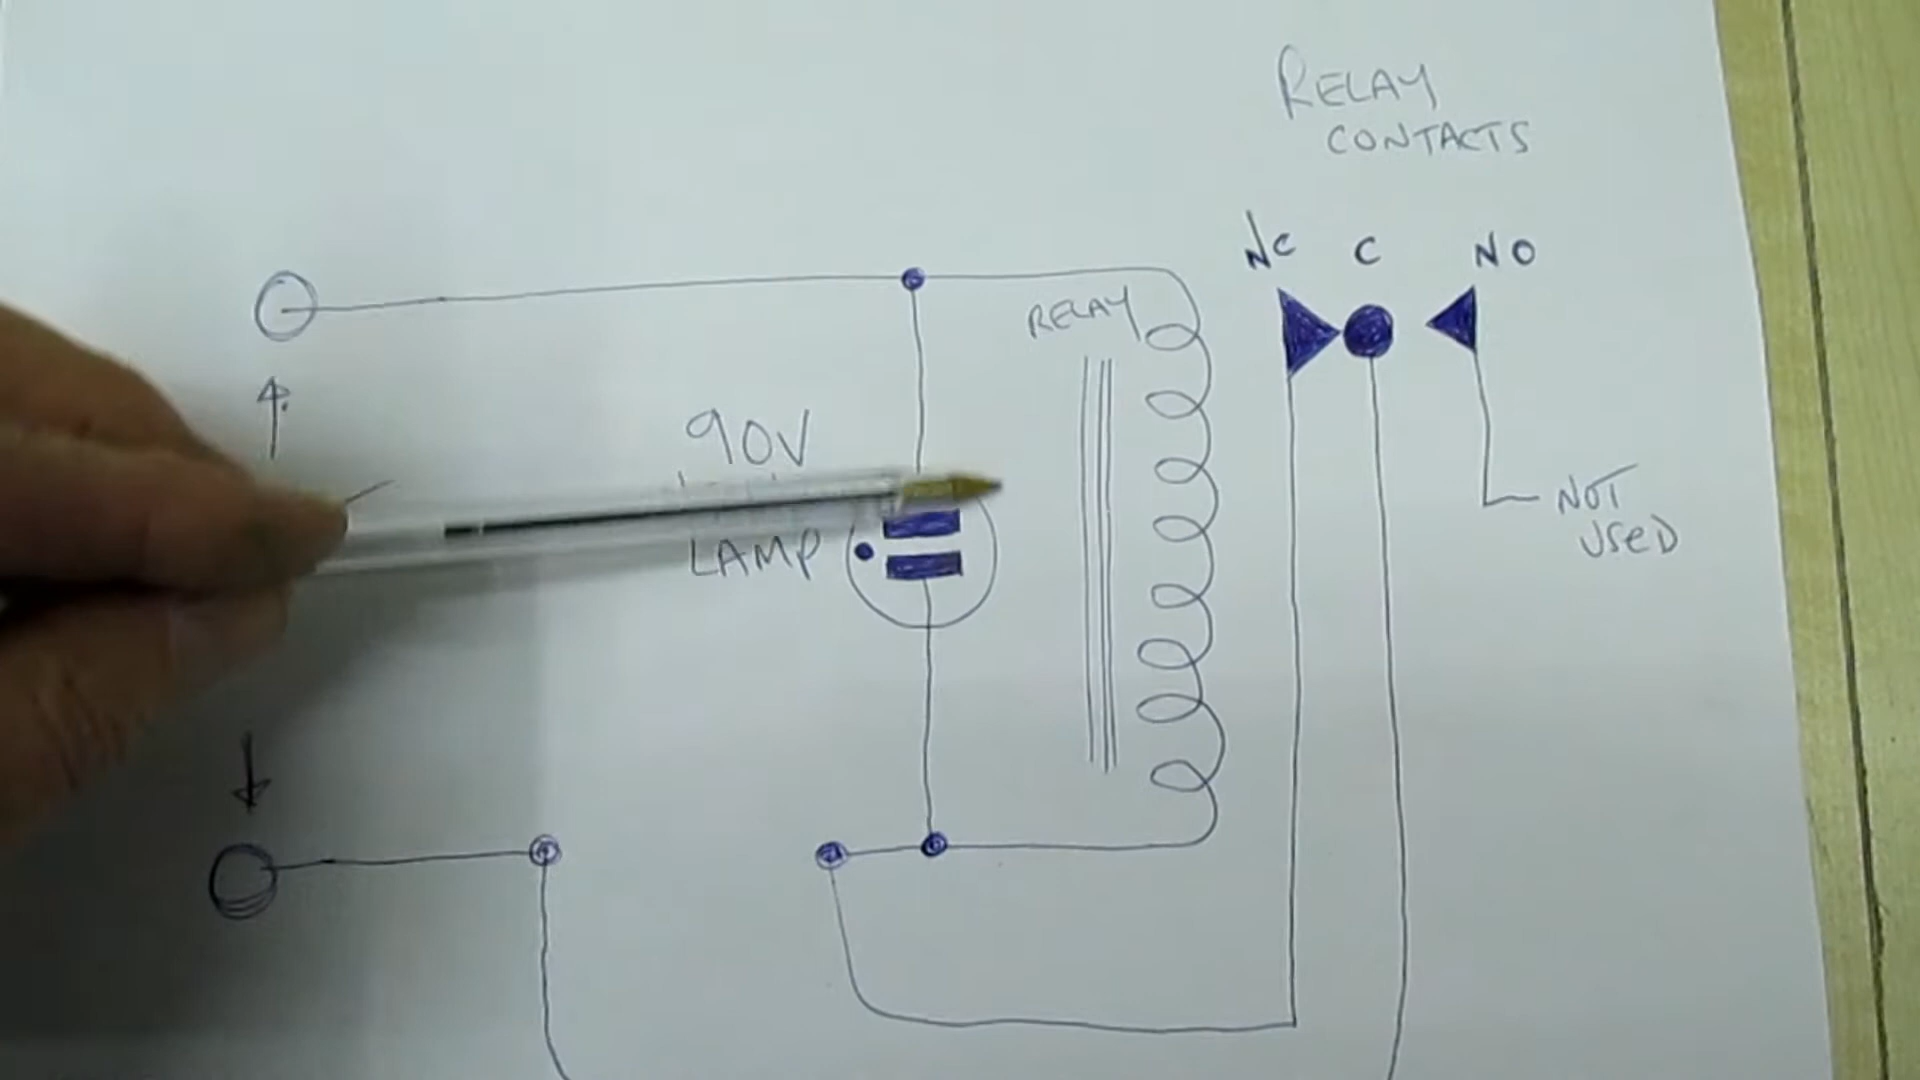 RELAY
CONTACTS
NC C NO
RELAY
90V
LAMP
NOT
USED